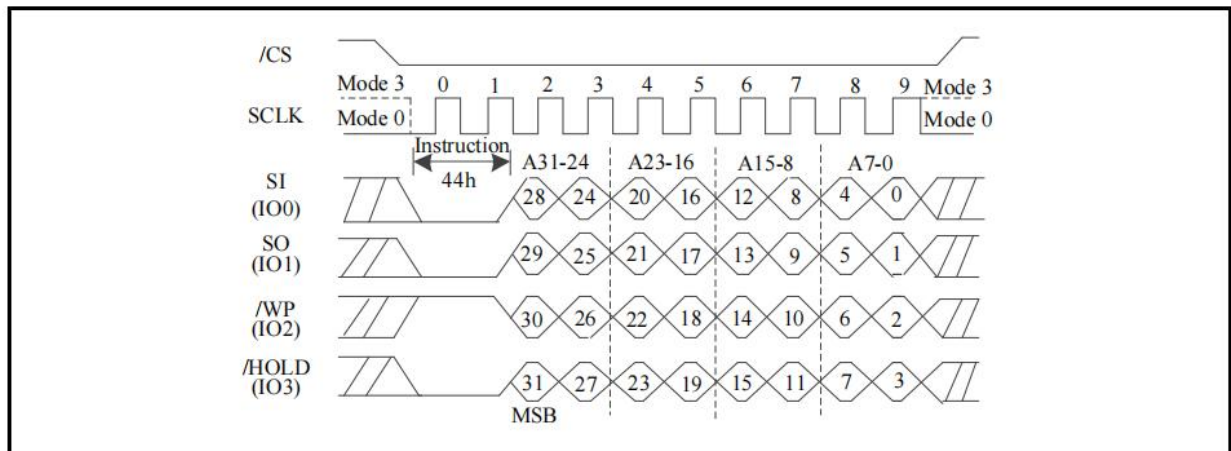 /CS
Mode 3 0 1 2 3 4 5 6 7 8 9 Mode 3
SCLK
Mode 0 Mode 0
Instruction
44h
A31-24 A23-16 A15-8 A7-0
SI
(IO0)
28 24 20 16 12 8 4 0
SO
(IO1)
29 25 21 17 13 9 5 1
/WP
(IO2)
30 26 22 18 14 10 6 2
/HOLD
(IO3)
31 27 23 19 15 11 7 3
MSB